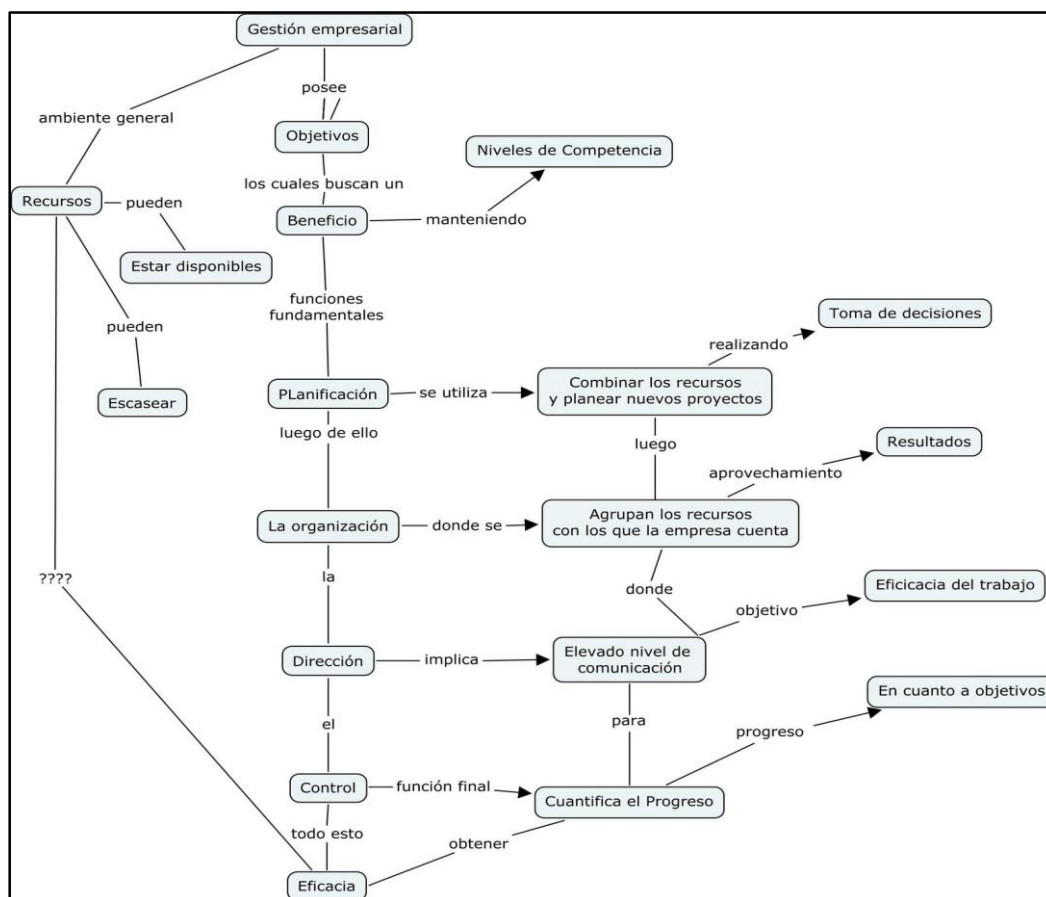 Gestión empresarial
posee
ambiente general
Objetivos
Niveles de Competencia
los cuales buscan un
Recursos
pueden
Beneficio
manteniendo
Estar disponibles
funciones
fundamentales
Toma de decisiones
pueden
realizando
Combinar los recursos
y planear nuevos proyectos
PLanificación
se utiliza
Escasear
luego de ello
luego
Resultados
aprovechamiento
Agrupan los recursos
con los que la empresa cuenta
La organización
donde se
????
la
donde
Eficicacia del trabajo
objetivo
Elevado nivel de
comunicación
Dirección
implica
En cuanto a objetivos
el
para
progreso
Control
función final
Cuantifica el Progreso
todo esto
obtener
Eficacia